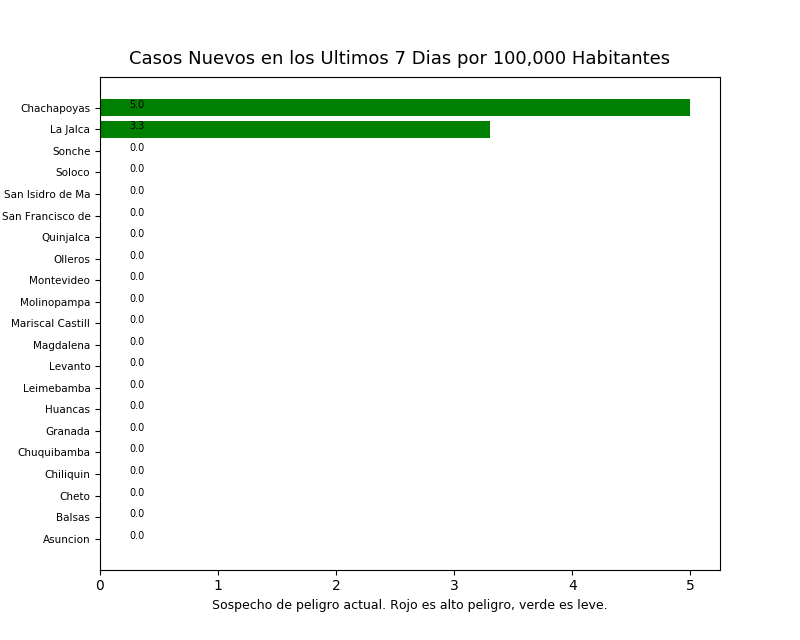 Casos Nuevos en los Ultimos 7 Dias por 100,000 Habitantes
Chachapoyas 5.0
La Jalca 3.3
Sonche 0.0
Soloco 0.0
San Isidro de Ma 0.0
San Francisco de 0.0
Quinjalca 0.0
Olleros 0.0
Montevideo 0.0
Molinopampa 0.0
Mariscal Castill 0.0
Magdalena 0.0
Levanto 0.0
Leimebamba 0.0
Huancas 0.0
Granada 0.0
Chuquibamba 0.0
Chiliquin 0.0
Cheto 0.0
Balsas 0.0
Asuncion 0.0
0 1 2 3 4 5
Sospecho de peligro actual. Rojo es alto peligro, verde es leve.